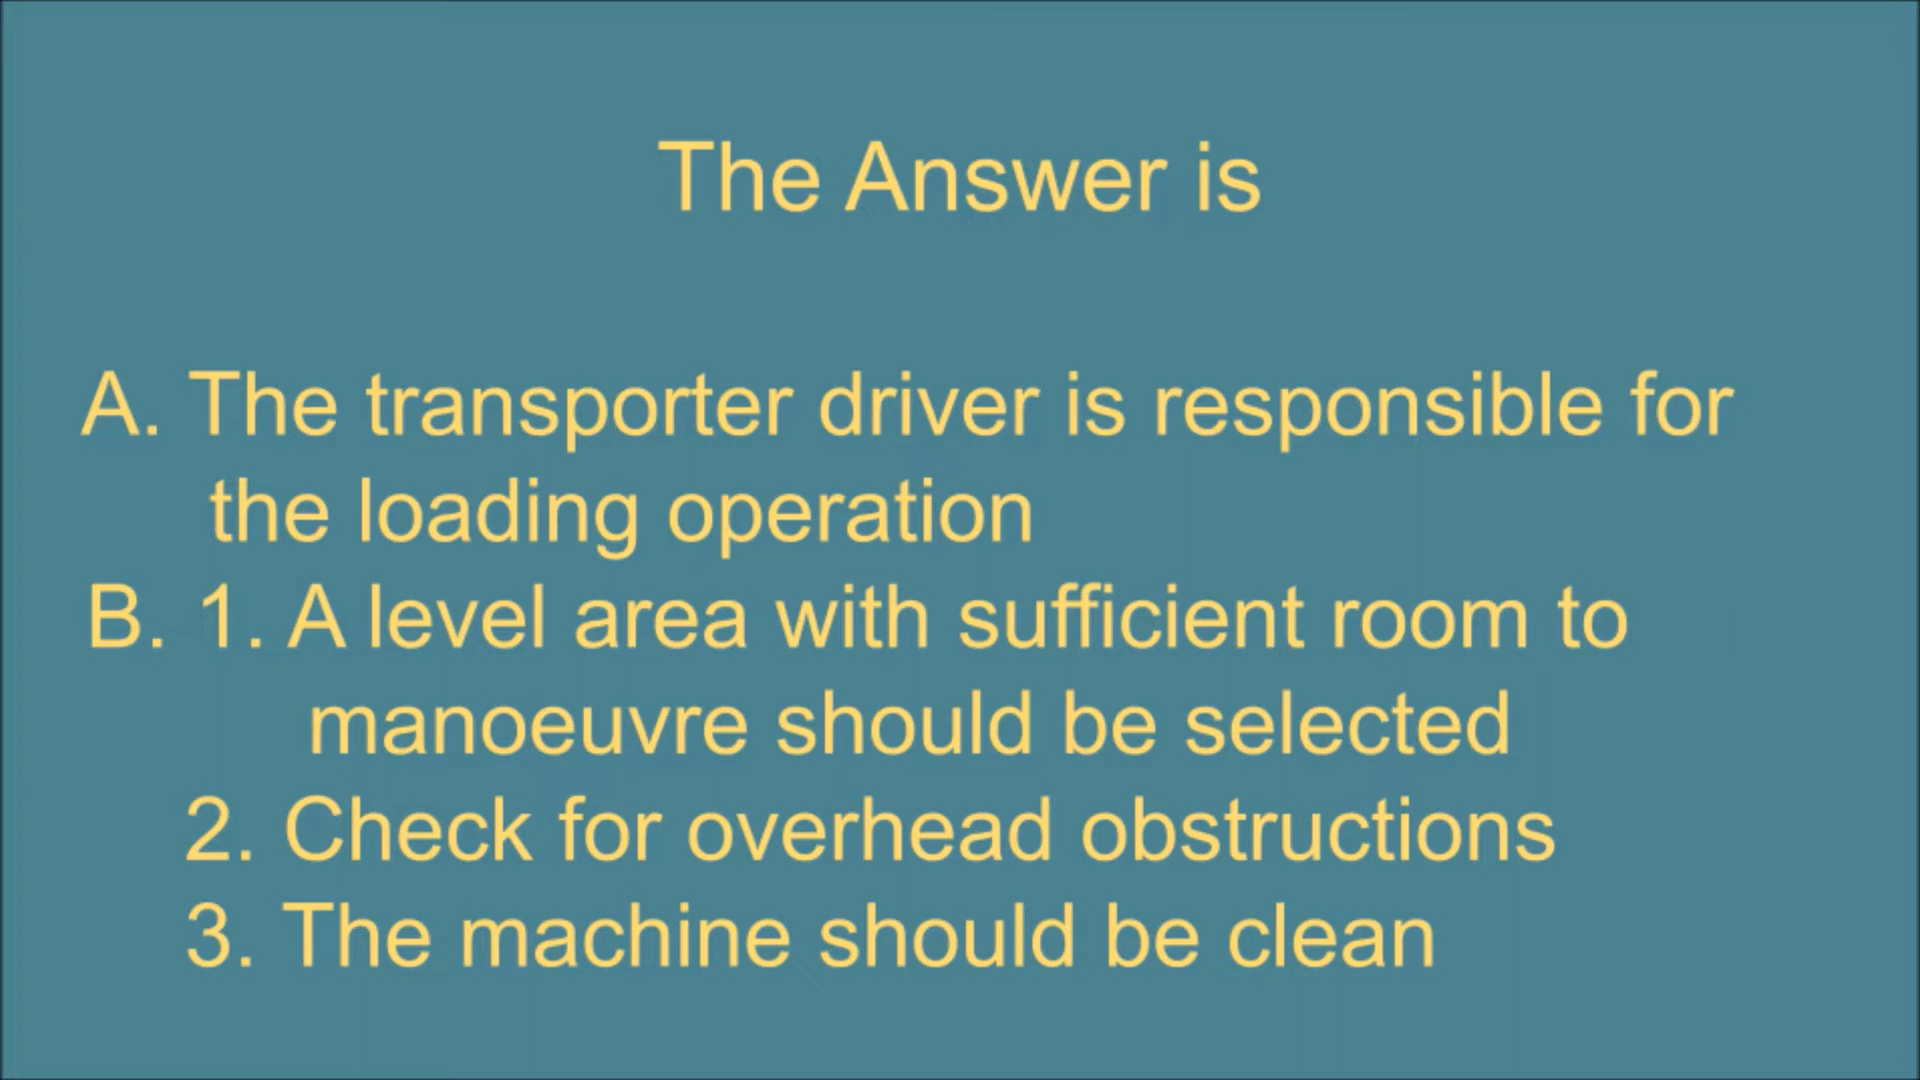 The Answer is
A. The transporter driver is responsible for
the loading operation
B. 1. A level area with sufficient room to
manoeuvre should be selected
2. Check for overhead obstructions
3. The machine should be clean